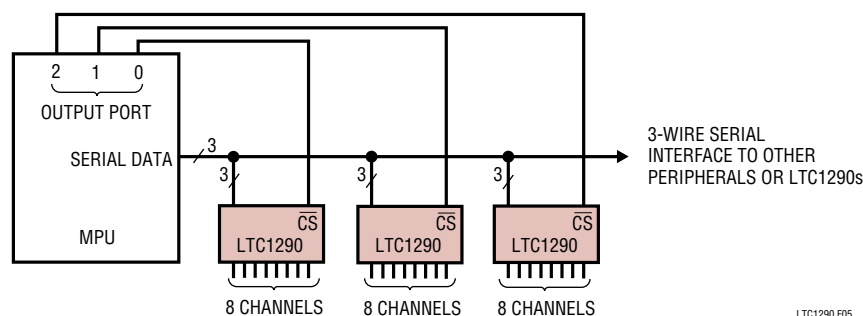 2 1 0
OUTPUT PORT
SERIAL DATA
3
MPU
3
3
3
3-WIRE SERIAL
INTERFACE TO OTHER
PERIPHERALS OR LTC1290s
CS
LTC1290
CS
LTC1290
CS
LTC1290
8 CHANNELS
8 CHANNELS
8 CHANNELS
LTC1290 F05